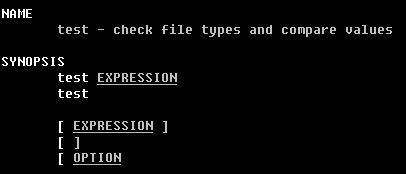 NAME
test - check file types and compare values
SYNOPSIS
test EXPRESSION
test
[ EXPRESSION ]
[ ]
[ OPTION